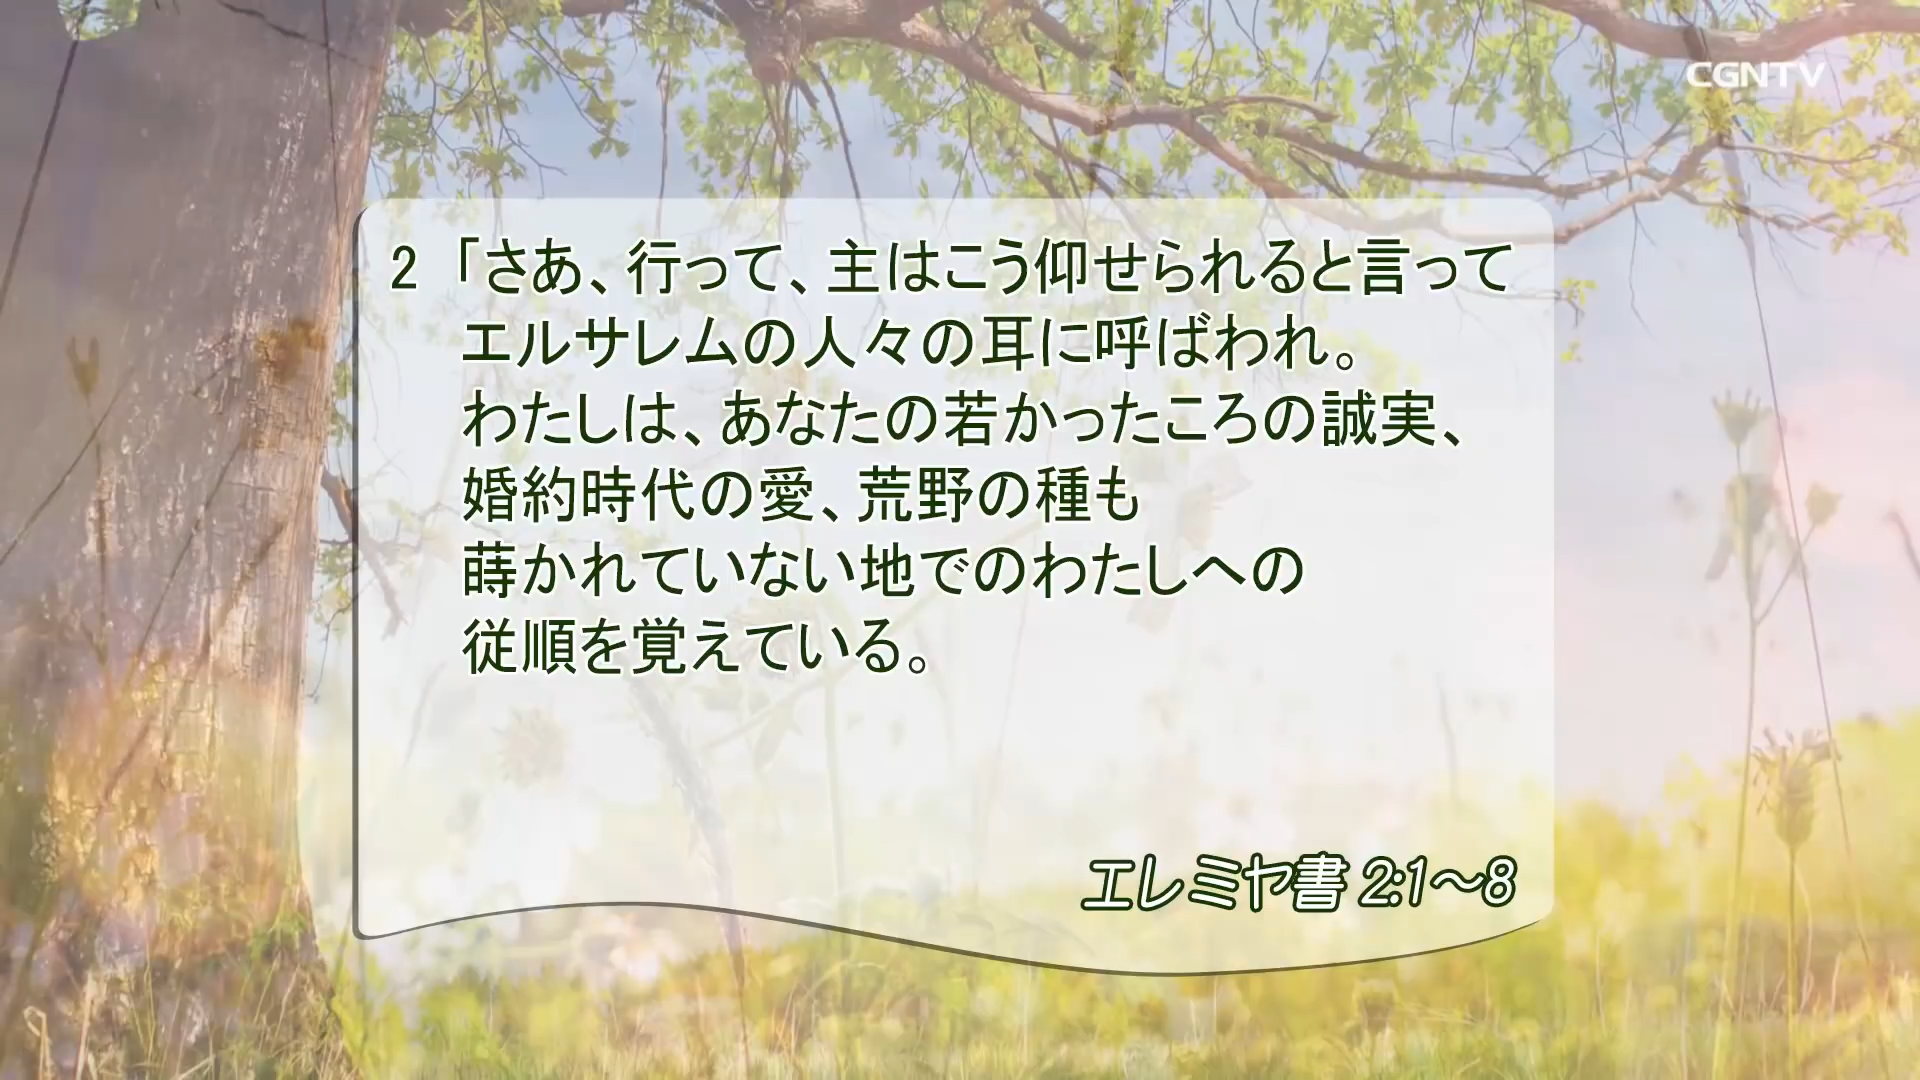 CGNTV
2 「さあ、行って、主はこう仰せられると言って
エルサレムの人々の耳に呼ばわれ。
わたしは、あなたの若かったころの誠実、
婚約時代の愛、荒野の種も
蒔かれていない地でのわたしへの
従順を覚えている。
エレミヤ書 2:1〜8